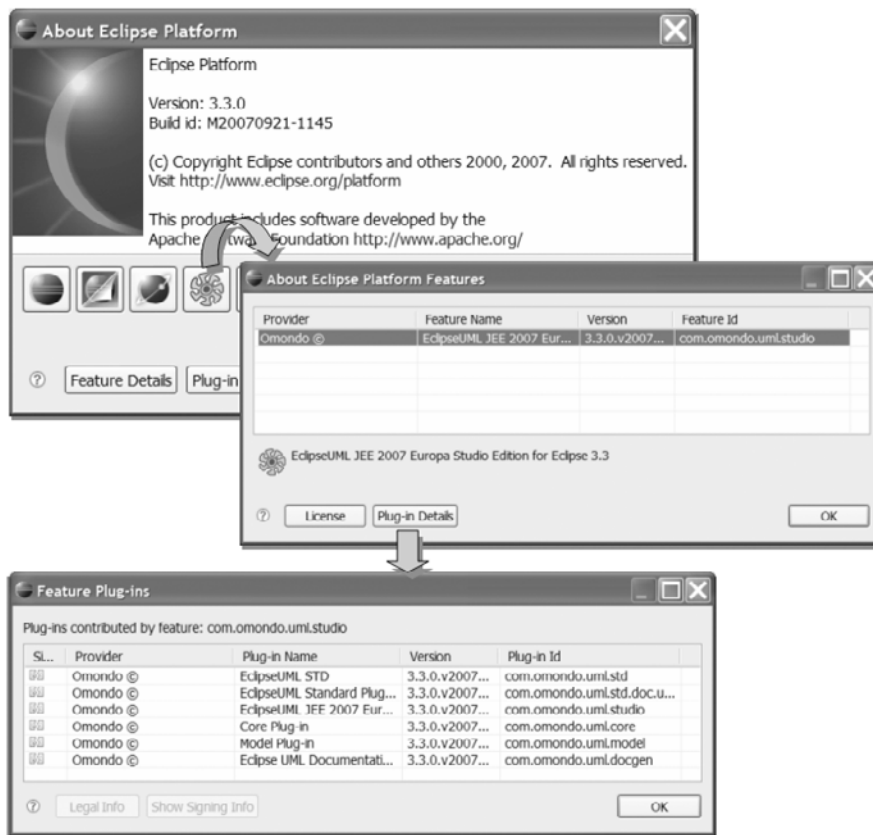 About Eclipse Platform
Eclipse Platform
Version: 3.3.0
Build id: M20070921-1145
(c) Copyright Eclipse contributors and others 2000, 2007. All rights reserved.
Visit http://www.eclipse.org/platform
This product includes software developed by the
Apache Software Foundation http://www.apache.org/
Feature Details Plug-in
About Eclipse Platform Features
Provider Feature Name Version Feature Id
Omondo © EclipseUML JEE 2007 Eur... 3.3.0.v2007... com.omondo.uml.studio
EclipseUML JEE 2007 Europa Studio Edition for Eclipse 3.3
? License Plug-in Details OK
Feature Plug-ins
Plug-ins contributed by feature: com.omondo.uml.studio
Si... Provider Plug-in Name Version Plug-in Id
Omondo © EclipseUML STD 3.3.0.v2007... com.omondo.uml.std
Omondo © EclipseUML Standard Plug... 3.3.0.v2007... com.omondo.uml.std.doc.u...
Omondo © EclipseUML JEE 2007 Eur... 3.3.0.v2007... com.omondo.uml.studio
Omondo © Core Plug-in 3.3.0.v2007... com.omondo.uml.core
Omondo © Model Plug-in 3.3.0.v2007... com.omondo.uml.model
Omondo © Eclipse UML Documentati... 3.3.0.v2007... com.omondo.uml.docgen
? Legal Info Show Signing Info OK